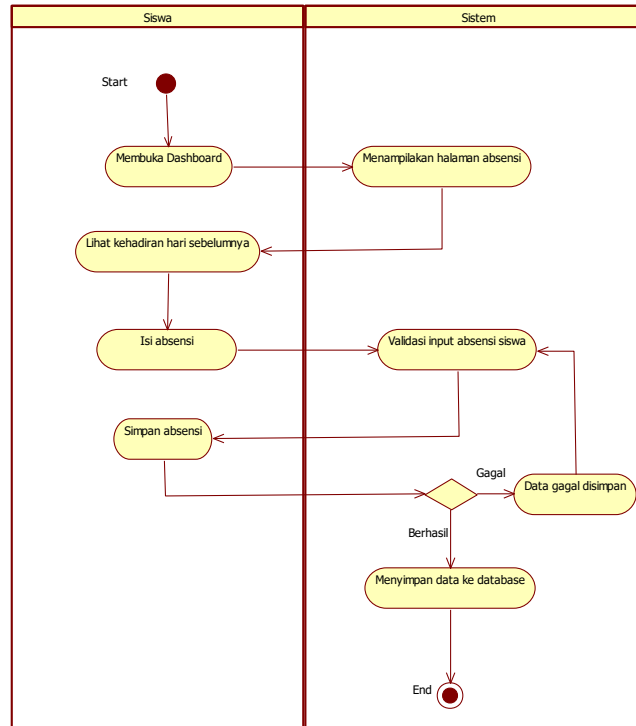 Siswa
Sistem
Start
Membuka Dashboard
Menampilakan halaman absensi
Lihat kehadiran hari sebelumnya
Isi absensi
Validasi input absensi siswa
Simpan absensi
Gagal
Data gagal disimpan
Berhasil
Menyimpan data ke database
End